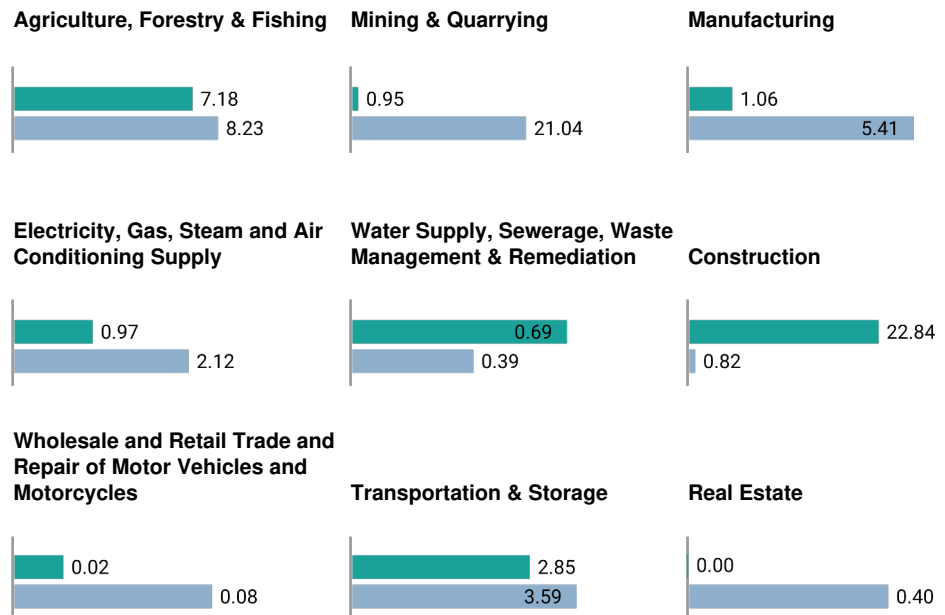 Agriculture, Forestry & Fishing
7.18
8.23
Mining & Quarrying
0.95
21.04
Manufacturing
1.06
5.41
Electricity, Gas, Steam and Air
Conditioning Supply
0.97
2.12
Water Supply, Sewerage, Waste
Management & Remediation
0.69
0.39
Construction
22.84
0.82
Wholesale and Retail Trade and
Repair of Motor Vehicles and
Motorcycles
0.02
0.08
Transportation & Storage
2.85
3.59
Real Estate
0.00
0.40